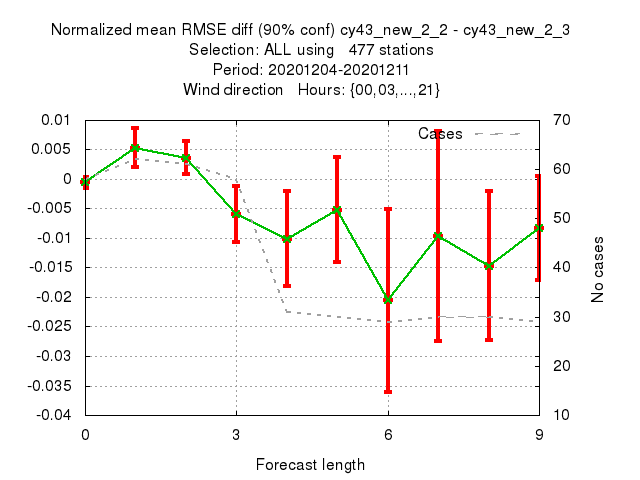 Normalized mean RMSE diff (90% conf) cy43_new_2_2 - cy43_new_2_3
Selection: ALL using   477 stations
Period: 20201204-20201211
Wind direction   Hours: {00,03,...,21}
Cases
0.01
0.005
0
-0.005
-0.01
-0.015
-0.02
-0.025
-0.03
-0.035
-0.04
70
60
50
40
30
20
10
No cases
0 3 6 9
Forecast length